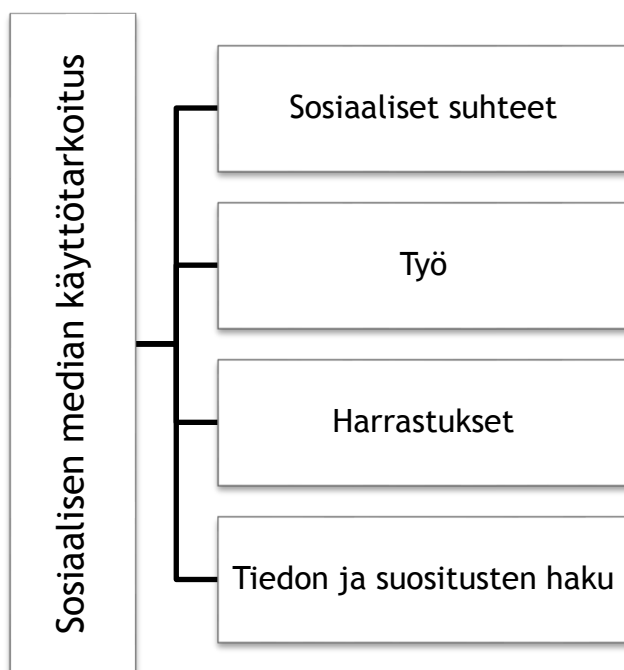 Sosiaalisen median käyttötarkoitus
Sosiaaliset suhteet
Työ
Harrastukset
Tiedon ja suositusten haku